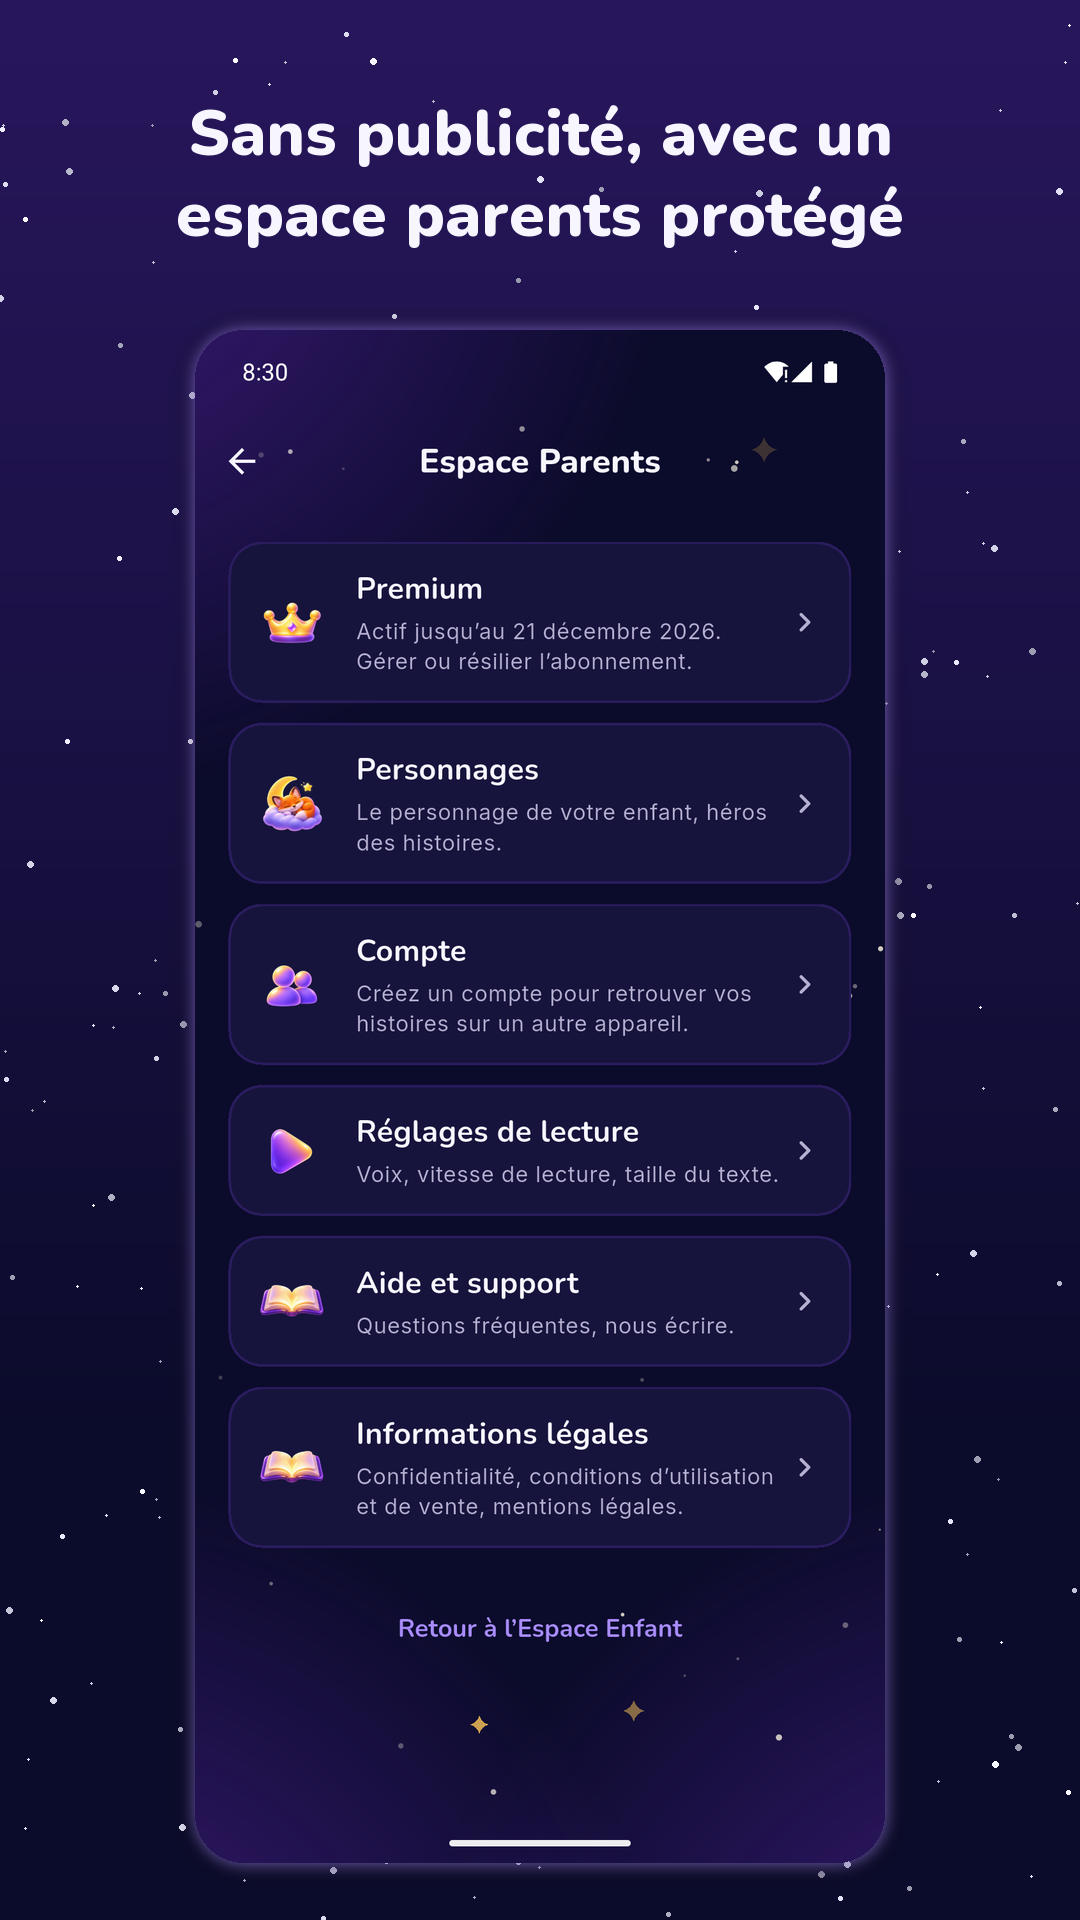 Sans publicité, avec un
espace parents protégé
8:30
Espace Parents
Premium
Actif jusqu’au 21 décembre 2026.
Gérer ou résilier l’abonnement.
Personnages
Le personnage de votre enfant, héros
des histoires.
Compte
Créez un compte pour retrouver vos
histoires sur un autre appareil.
Réglages de lecture
Voix, vitesse de lecture, taille du texte.
Aide et support
Questions fréquentes, nous écrire.
Informations légales
Confidentialité, conditions d’utilisation
et de vente, mentions légales.
Retour à l’Espace Enfant